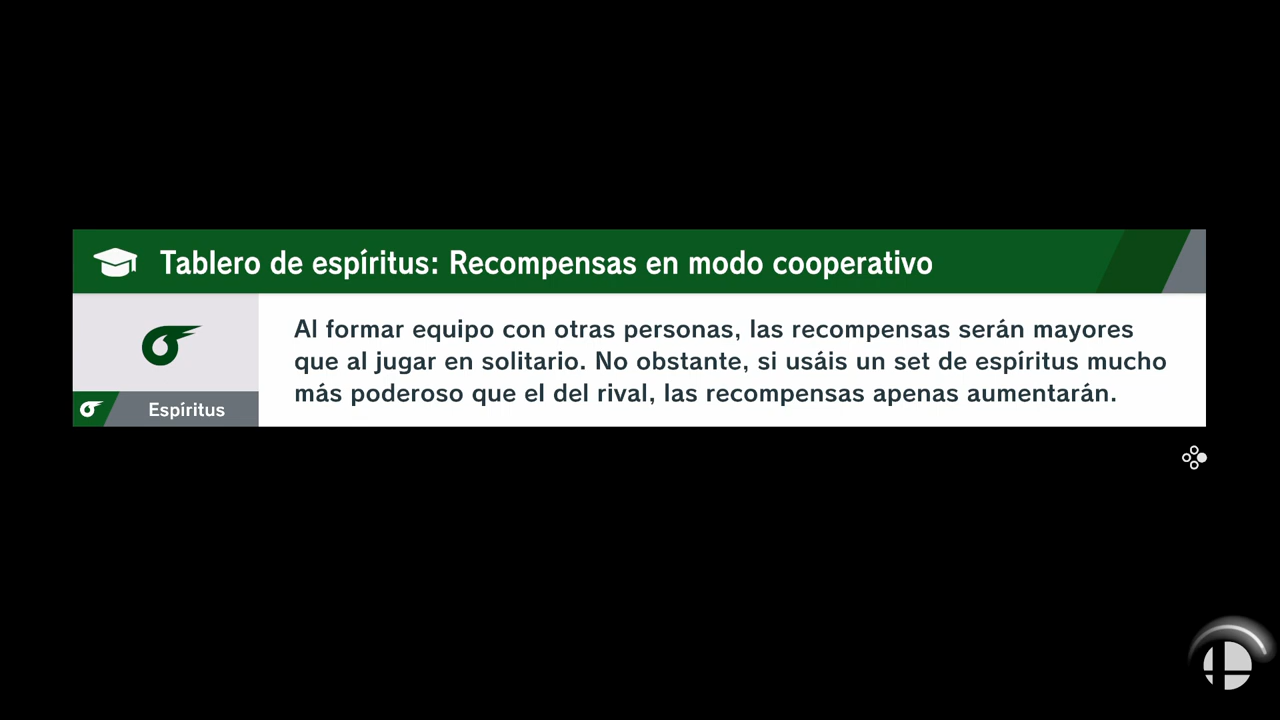 Tablero de espíritus: Recompensas en modo cooperativo
Al formar equipo con otras personas, las recompensas serán mayores
que al jugar en solitario. No obstante, si usáis un set de espíritus mucho
más poderoso que el del rival, las recompensas apenas aumentarán.
Espíritus